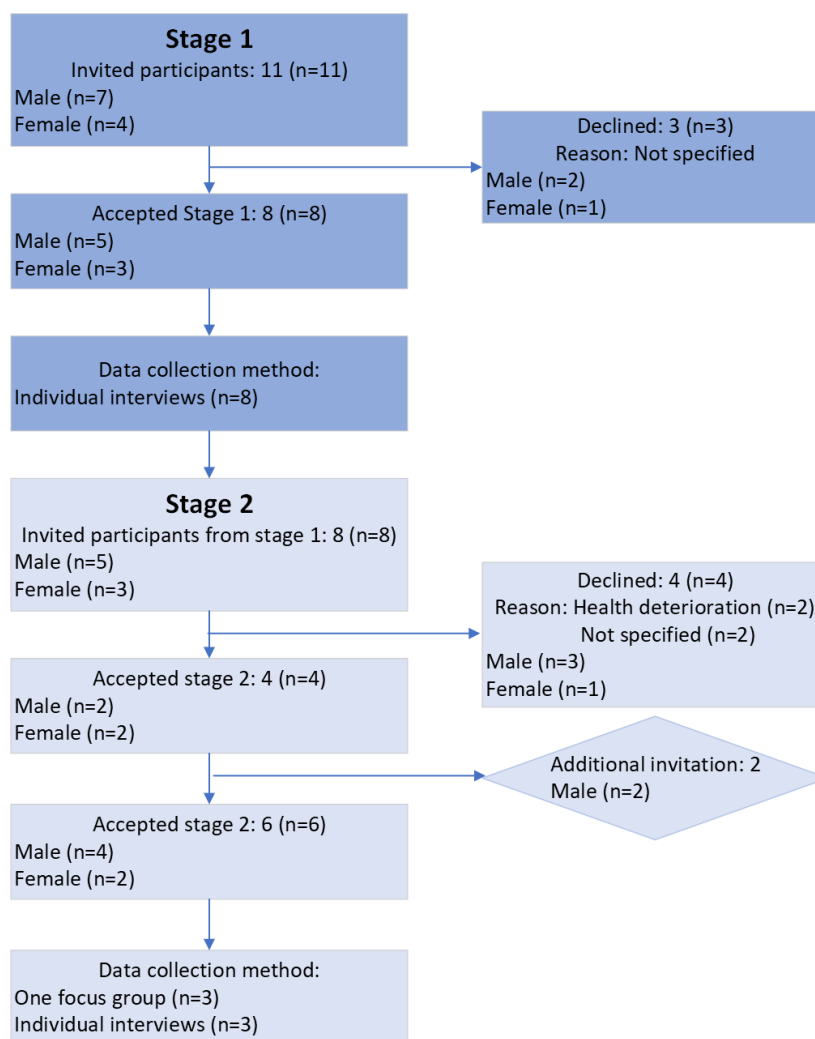 Stage 1
Invited participants: 11 (n=11)
Male (n=7)
Female (n=4)
Declined: 3 (n=3)
Reason: Not specified
Male (n=2)
Female (n=1)
Accepted Stage 1: 8 (n=8)
Male (n=5)
Female (n=3)
Data collection method:
Individual interviews (n=8)
Stage 2
Invited participants from stage 1: 8 (n=8)
Male (n=5)
Female (n=3)
Declined: 4 (n=4)
Reason: Health deterioration (n=2)
Not specified (n=2)
Male (n=3)
Female (n=1)
Accepted stage 2: 4 (n=4)
Male (n=2)
Female (n=2)
Additional invitation: 2
Male (n=2)
Accepted stage 2: 6 (n=6)
Male (n=4)
Female (n=2)
Data collection method:
One focus group (n=3)
Individual interviews (n=3)